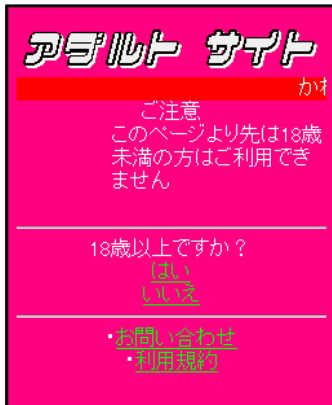 アダルト サイト
かわ
ご注意
このページより先は18歳
未満の方はご利用でき
ません
18歳以上ですか？
はい
いいえ
・お問い合わせ
・利用規約